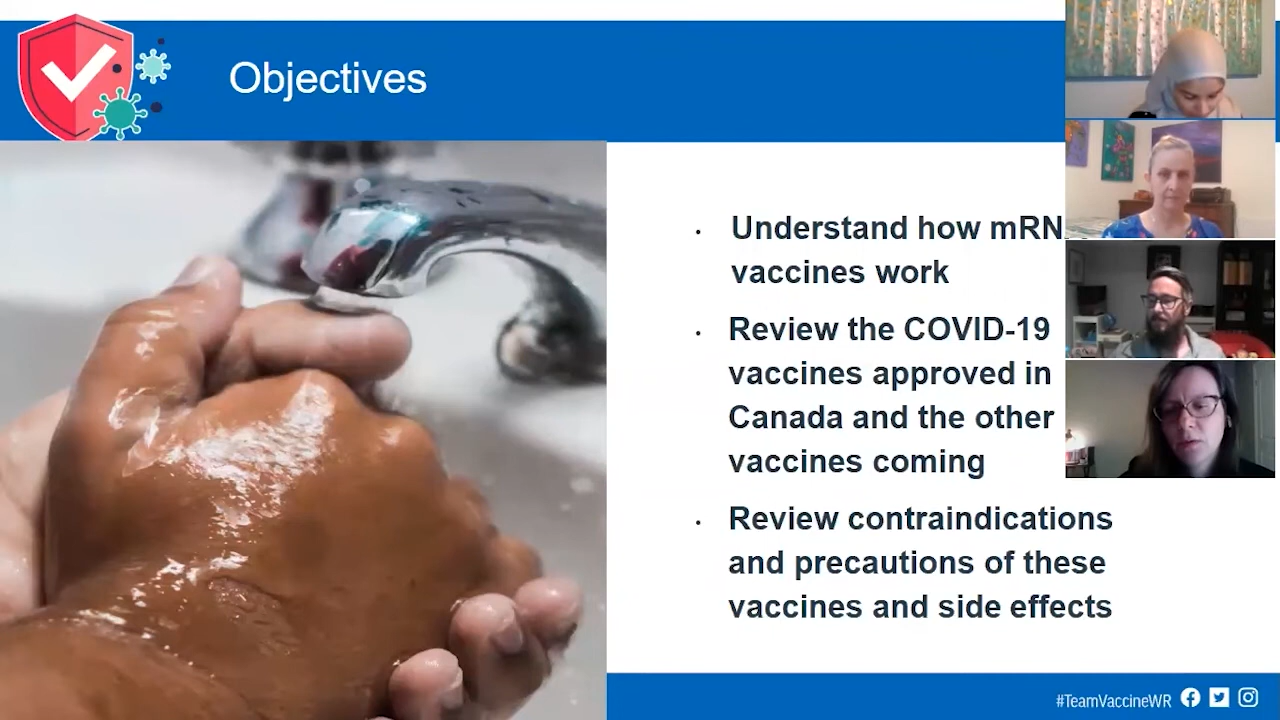 Objectives
• Understand how mRN
vaccines work
• Review the COVID-19
vaccines approved in
Canada and the other
vaccines coming
• Review contraindications
and precautions of these
vaccines and side effects
#TeamVaccineWR